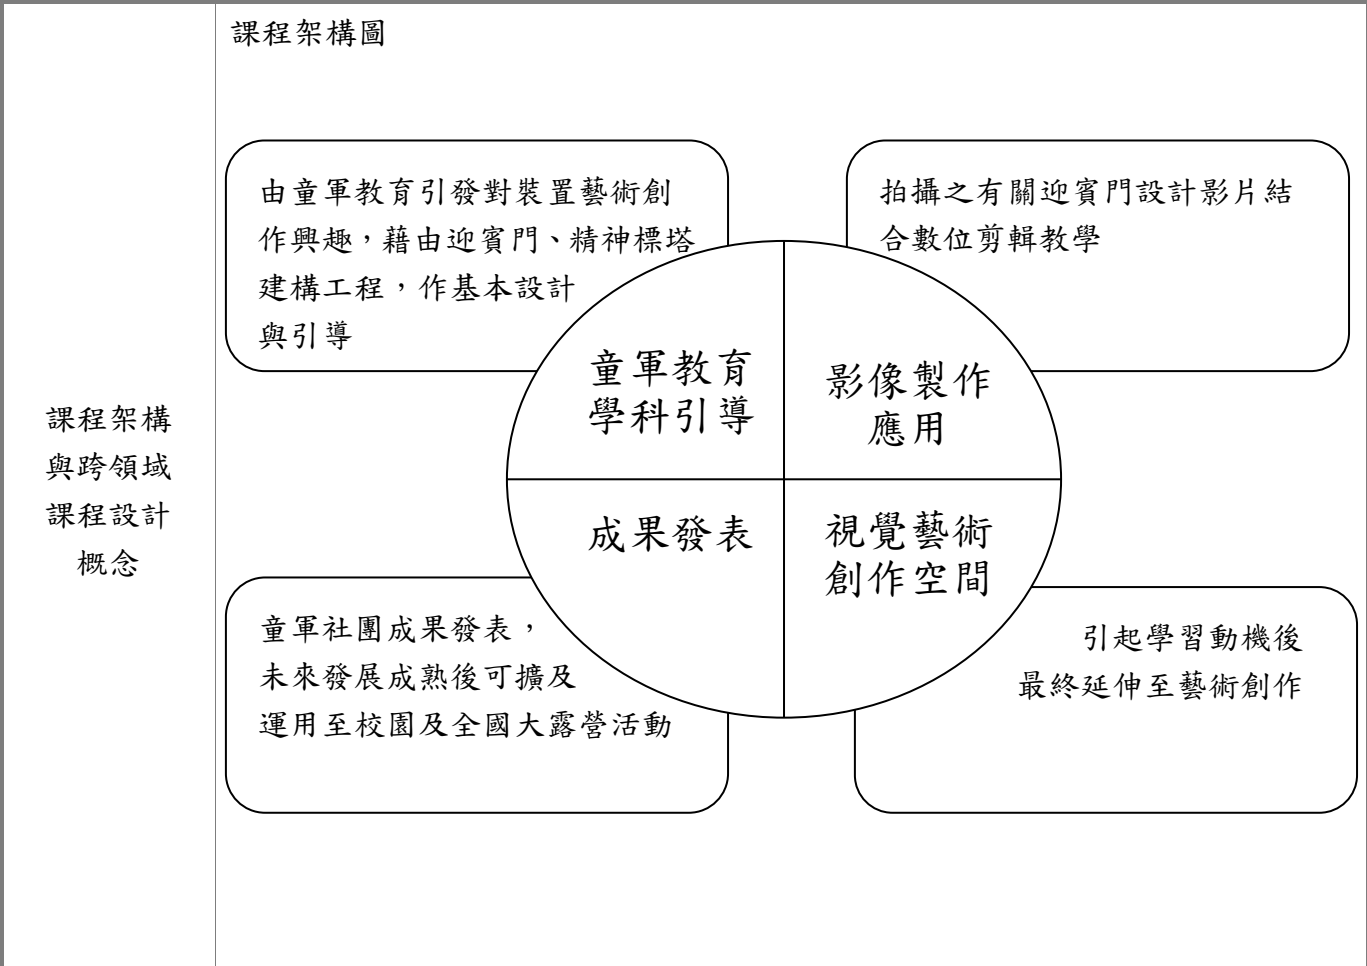 課程架構圖
由童軍教育引發對裝置藝術創
作興趣，藉由迎賓門、精神標塔
建構工程，作基本設計
與引導
拍攝之有關迎賓門設計影片結
合數位剪輯教學
童軍教育
學科引導
影像製作
應用
課程架構
與跨領域
課程設計
概念
成果發表
視覺藝術
創作空間
童軍社團成果發表，
未來發展成熟後可擴及
運用至校園及全國大露營活動
引起學習動機後
最終延伸至藝術創作